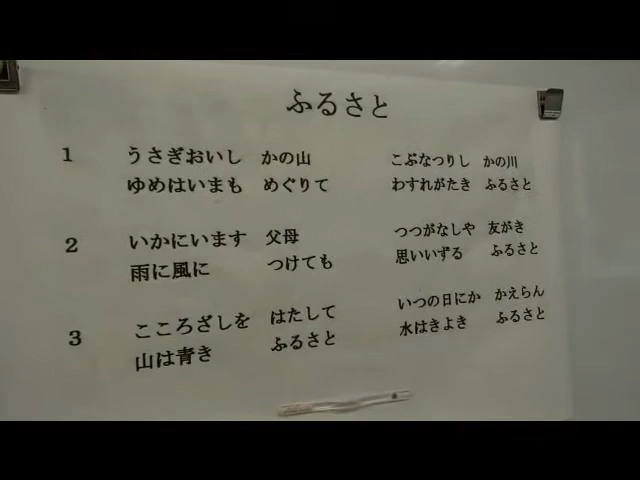 ふるさと
1 うさぎおいし かの山 こぶなつりし かの川
ゆめはいまも めぐりて わすれがたき ふるさと
2 いかにいます 父母 つつがなしや 友がき
雨に風に つけても 思いいずる ふるさと
3 こころざしを はたして いつの日にか かえらん
山は青き ふるさと 水はきよき ふるさと